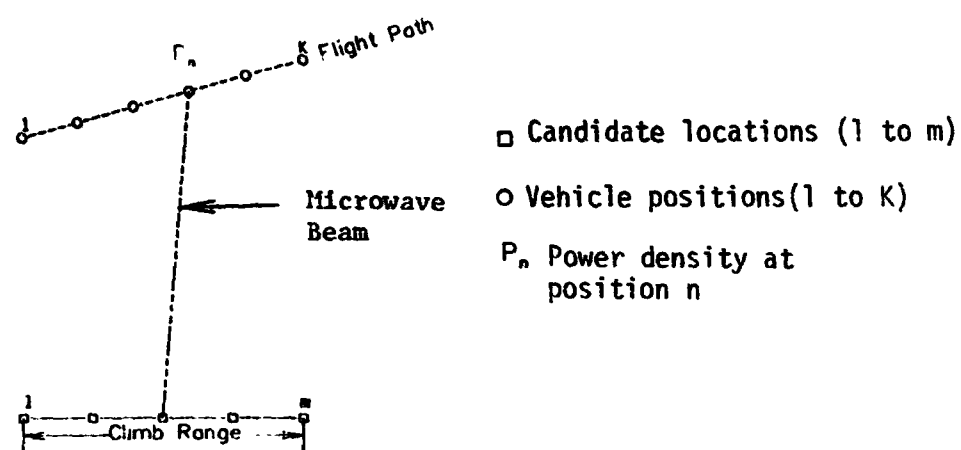 K
Flight Path
Pn
1
□ Candidate locations (1 to m)
○ Vehicle positions(1 to K)
Microwave
Beam
Pn Power density at
position n
1
m
Climb Range